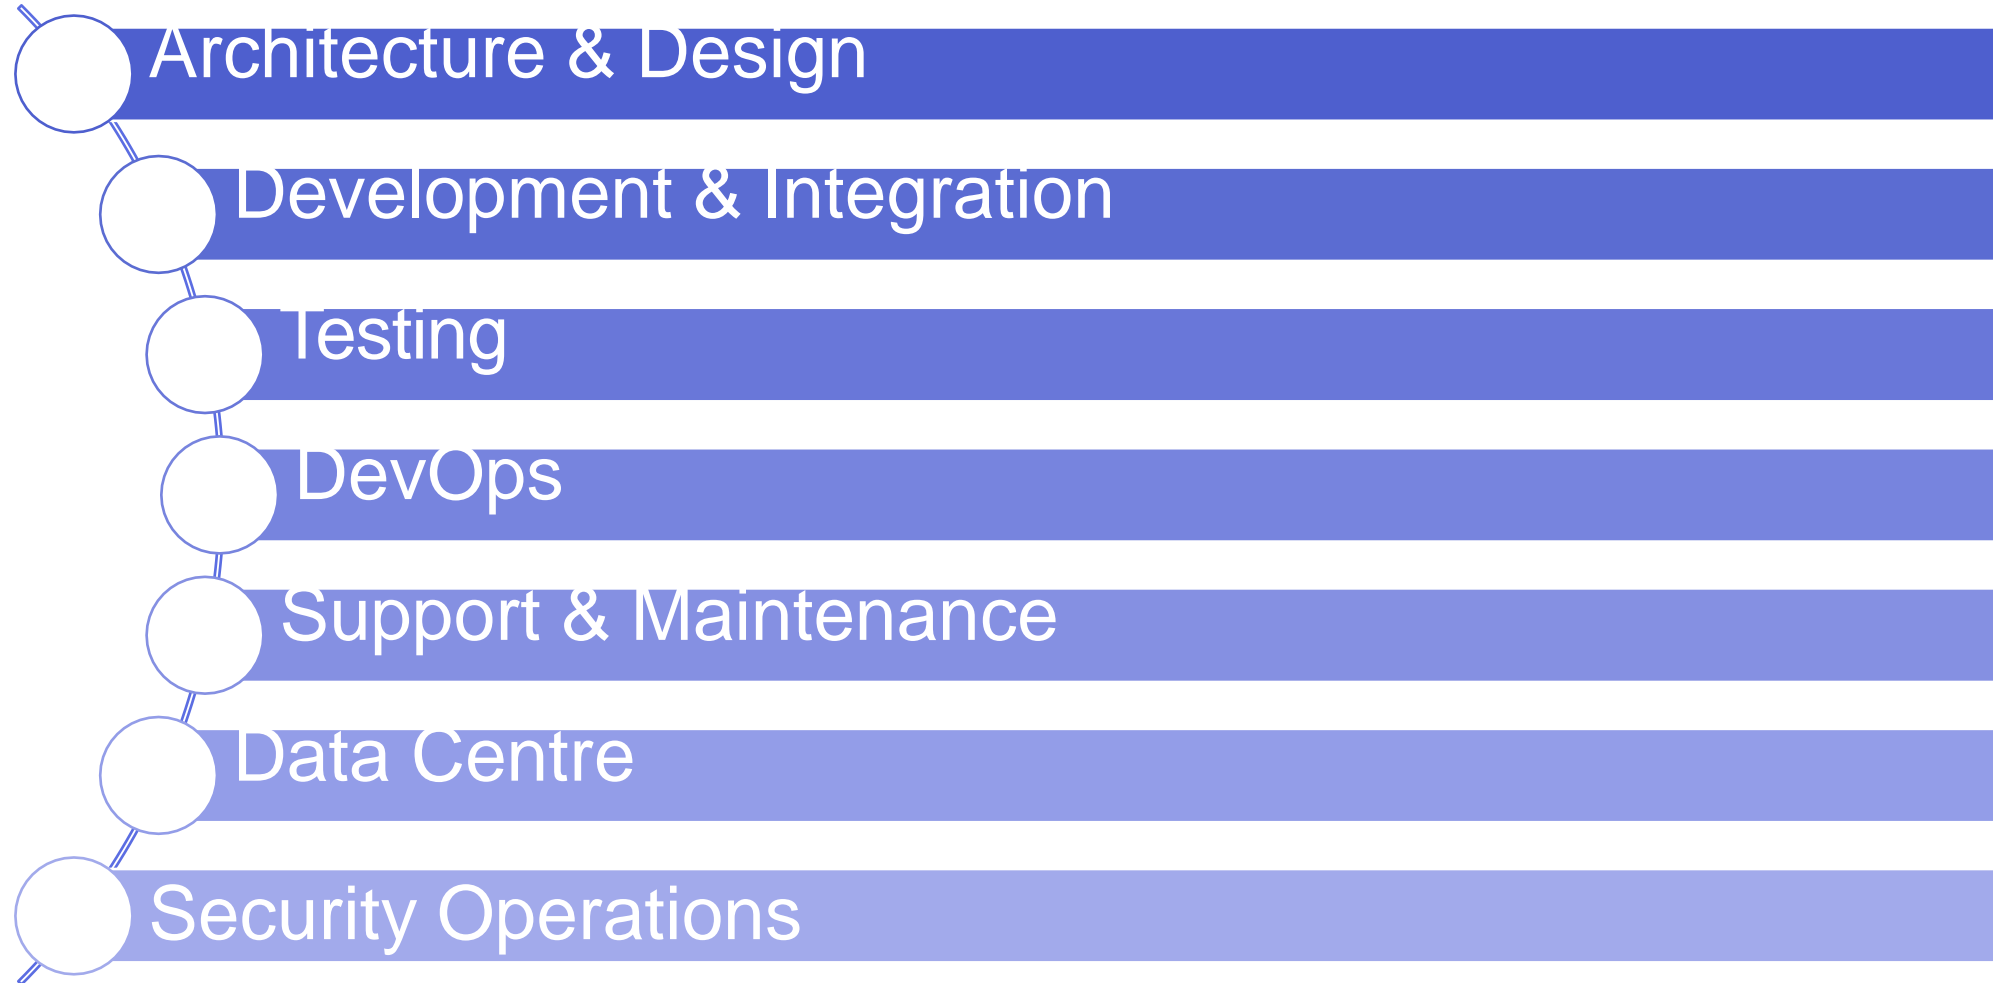 Architecture & Design
Development & Integration
Testing
DevOps
Support & Maintenance
Data Centre
Security Operations